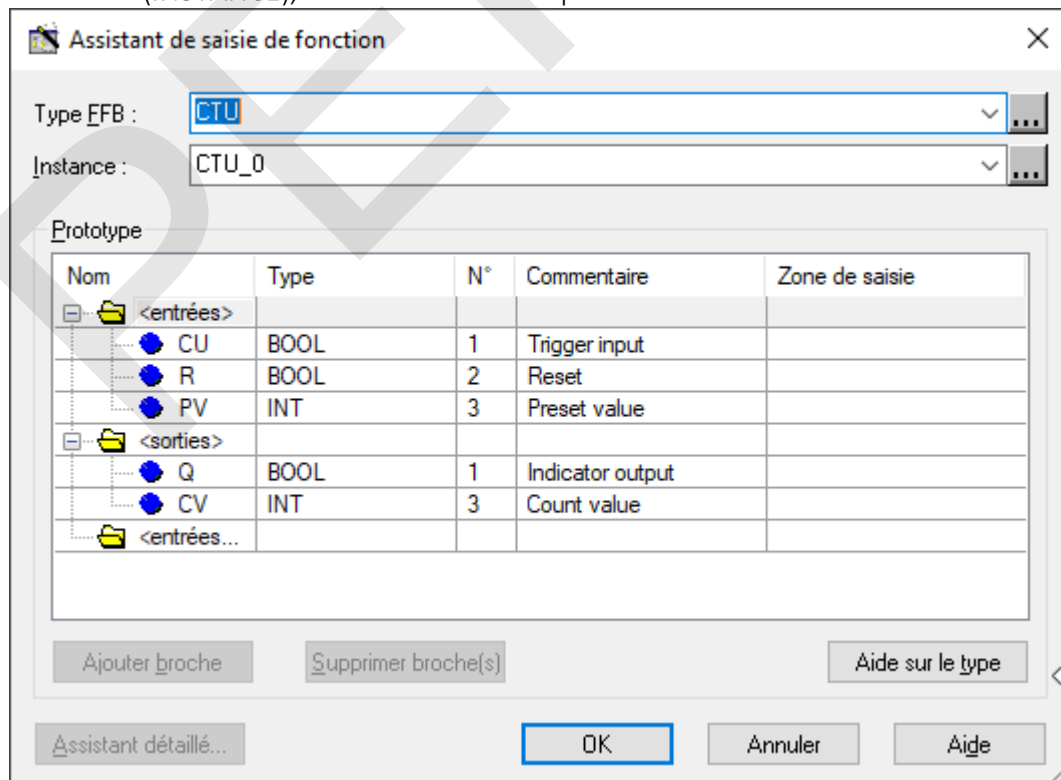 Assistant de saisie de fonction
Type FFB : CTU ...
Instance : CTU_0 ...
Prototype
Nom Type N° Commentaire Zone de saisie
<entrées>
CU BOOL 1 Trigger input
R BOOL 2 Reset
PV INT 3 Preset value
<sorties>
Q BOOL 1 Indicator output
CV INT 3 Count value
<entrées...
Ajouter broche Supprimer broche(s) Aide sur le type
Assistant détaillé... OK Annuler Aide